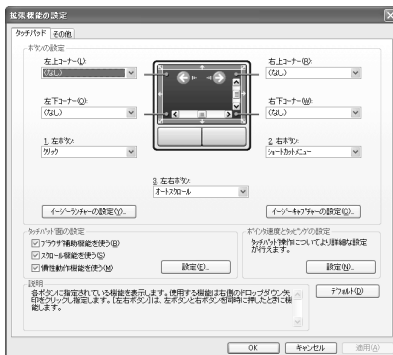 拡張機能の設定
タッチパッド その他
ボタンの設定
左上コーナー(L):
(なし)
右上コーナー(R):
(なし)
左下コーナー(O):
(なし)
右下コーナー(W):
(なし)
1. 左ボタン:
クリック
2. 右ボタン:
ショートカットメニュー
3. 左右ボタン:
オートスクロール
イージーランチャーの設定(Y)...
イージーキャプチャーの設定(C)...
タッチパッド面の設定
ブラウザ補助機能を使う(B)
スクロール機能を使う(S)
慣性動作機能を使う(M)
設定(E)...
ポインタ速度とタッピングの設定
タッチパッド操作についてより詳細な設定
が行えます。
設定(N)...
説明
各ボタンに指定されている機能を表示します。使用する機能は右側のドロップダウン矢
印をクリックし指定します。「左右ボタン」は、左ボタンと右ボタンを同時に押したときに機
能します。
デフォルト(D)
OK キャンセル 適用(A)